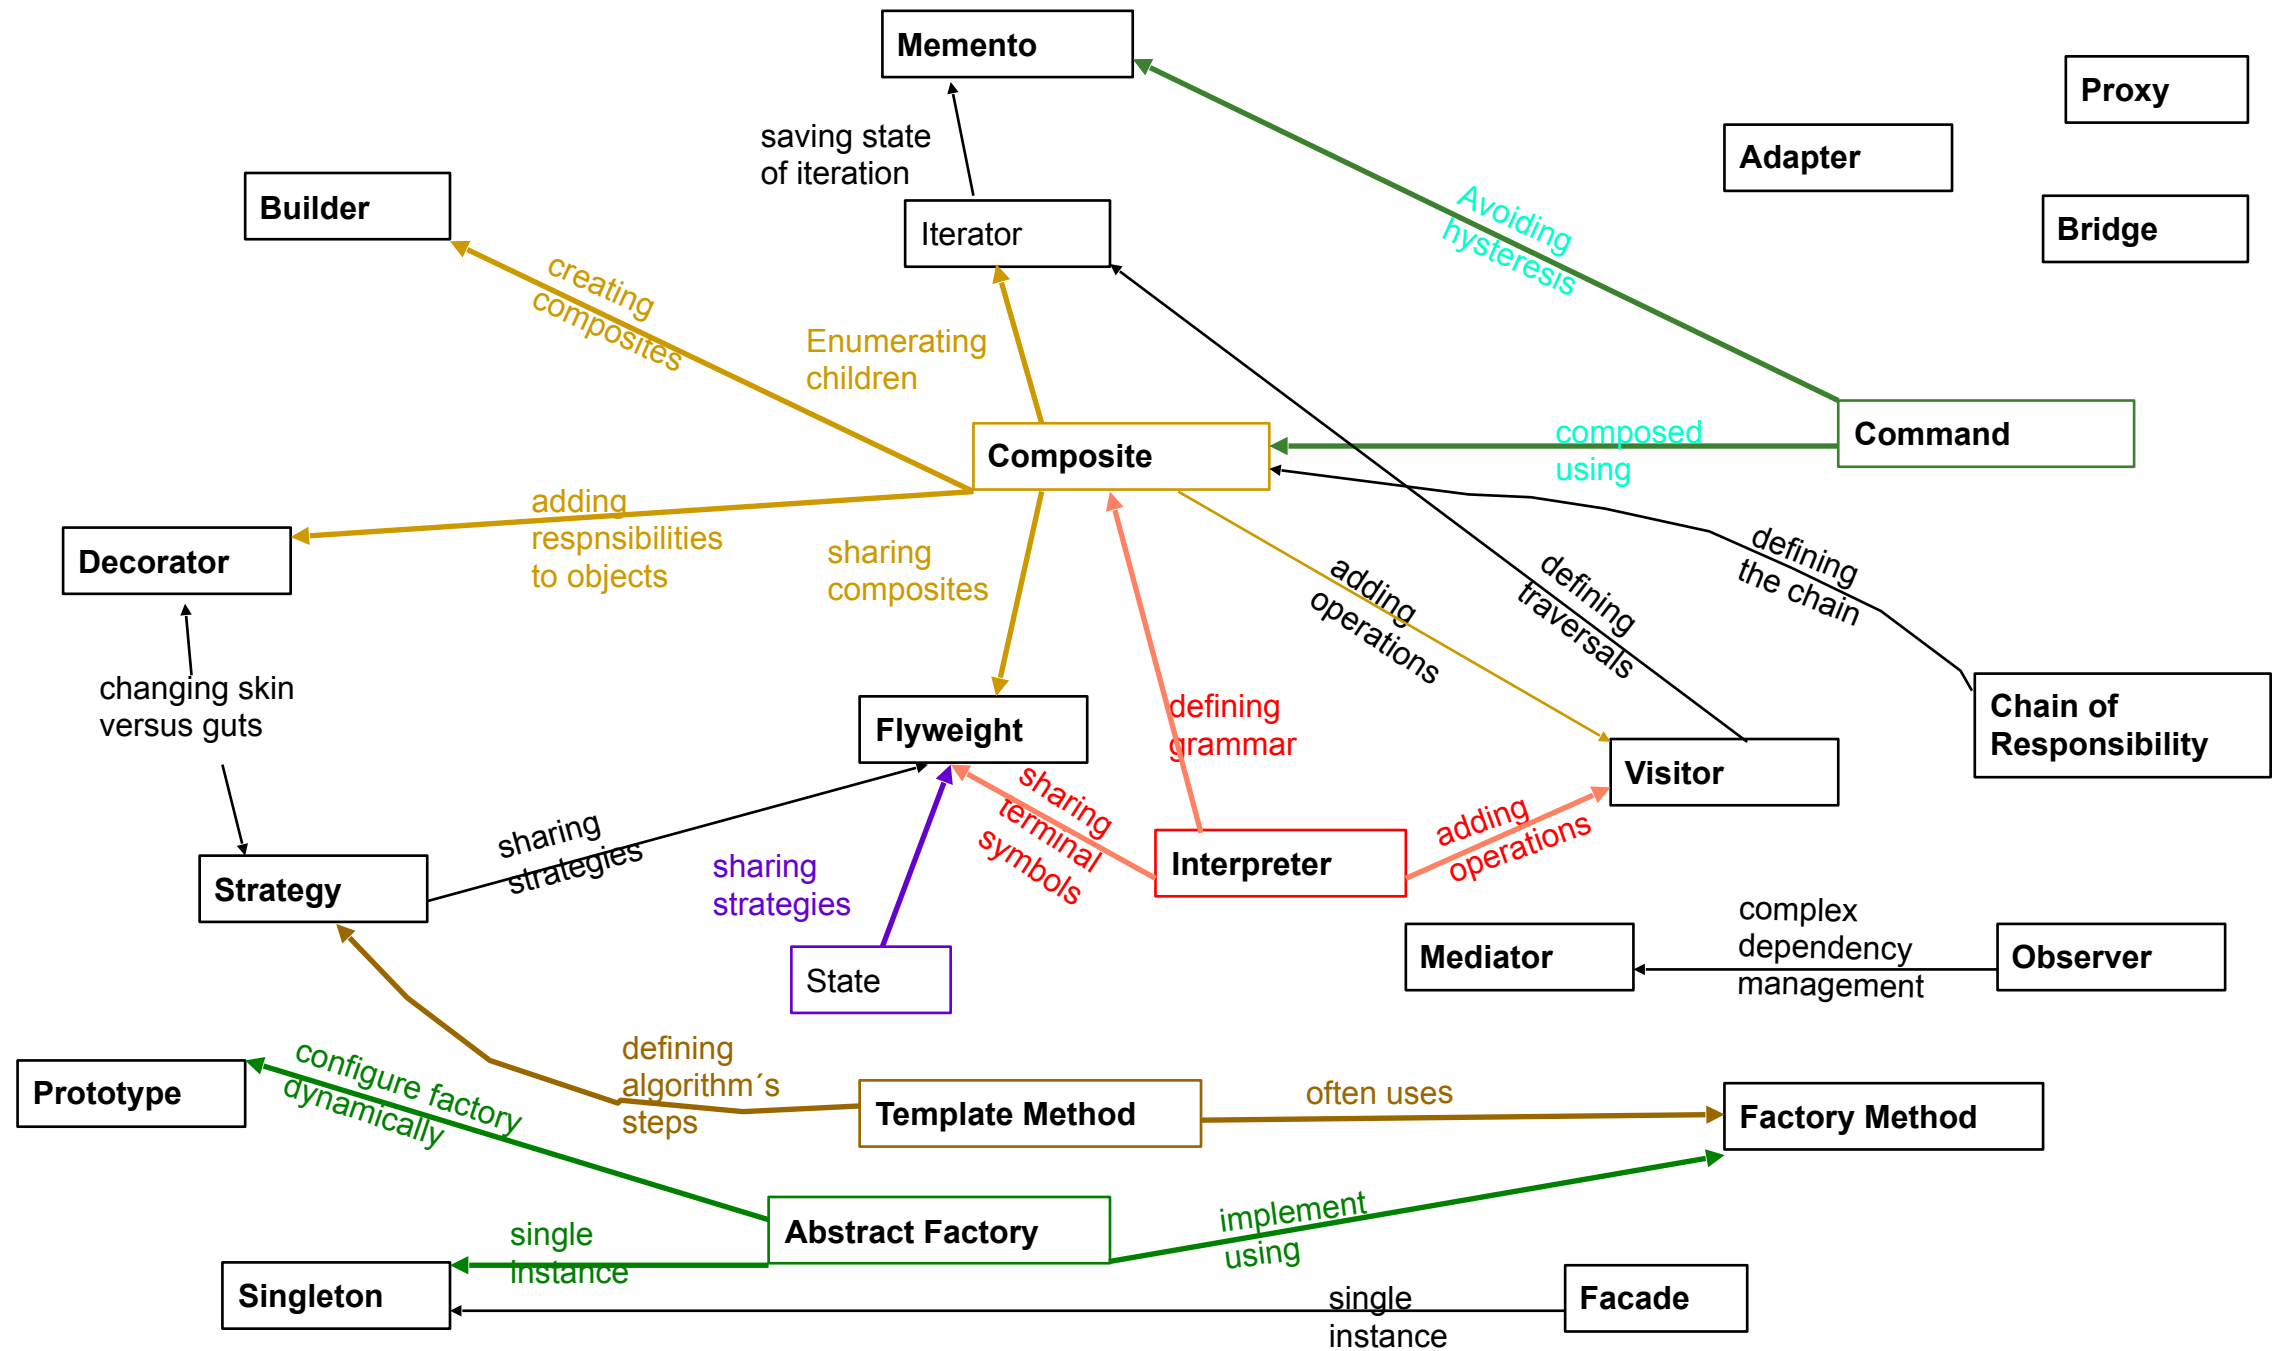 Memento
Proxy
Adapter
saving state
of iteration
Builder
Iterator
Avoiding
hysteresis
Bridge
creating
composites
Enumerating
children
Composite
composed
using
Command
adding
respnsibilities
to objects
Decorator
sharing
composites
adding
operations
defining
traversals
defining
the chain
changing skin
versus guts
Flyweight
defining
grammar
Visitor
Chain of
Responsibility
sharing
strategies
sharing
terminal
symbols
Interpreter
adding
operations
Strategy
sharing
strategies
State
Mediator
complex
dependency
management
Observer
Prototype
configure factory
dynamically
defining
algorithm´s
steps
Template Method
often uses
Factory Method
single
instance
Abstract Factory
implement
using
Singleton
single
instance
Facade